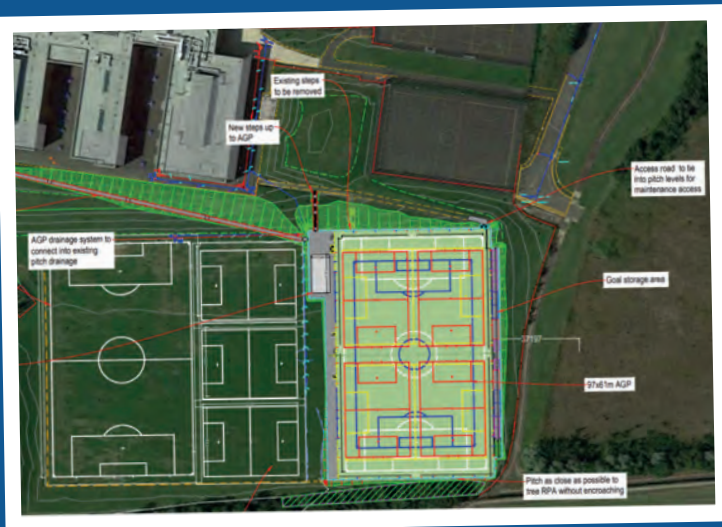 Existing steps
to be removed
New steps up
to AGP
Access road to be
into pitch levels for
maintenance access
AGP drainage system to
connect into existing
pitch drainage
Goal storage area
97x61m AGP
Pitch as close as possible to
tree RPA without encroaching